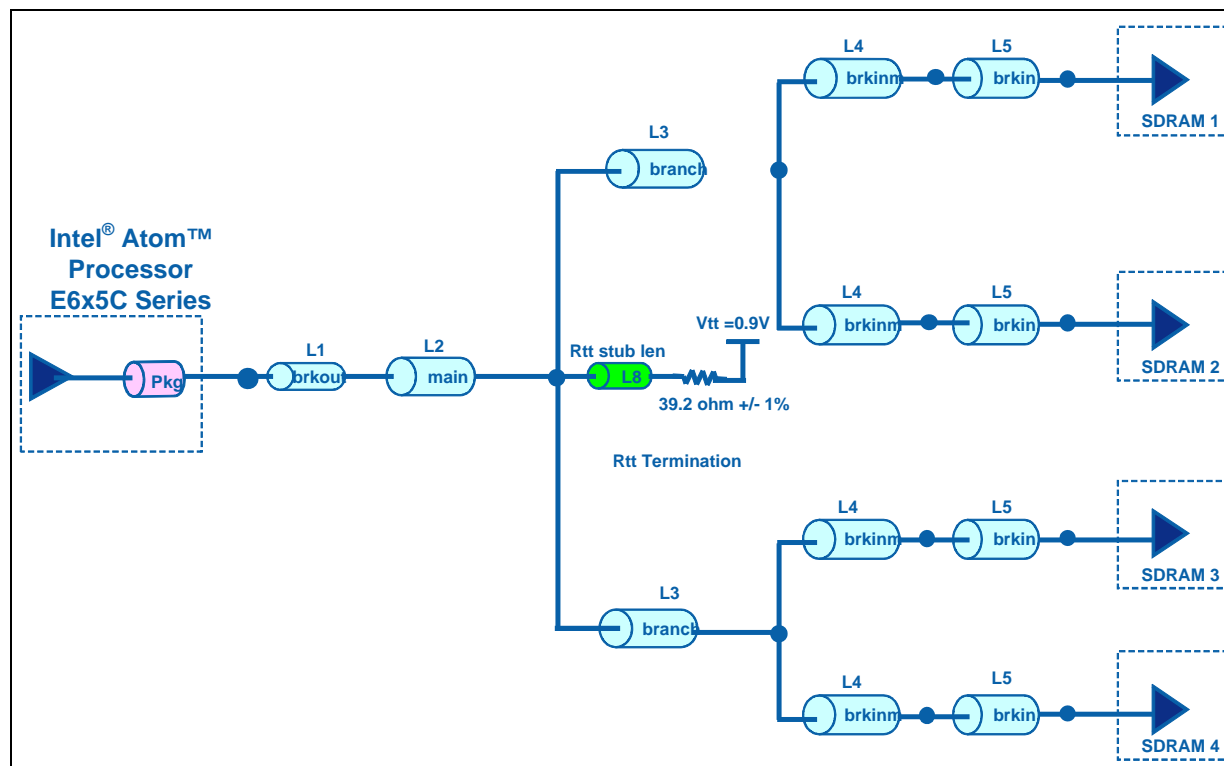 L4
L5
brkinm
brkin
SDRAM 1
L3
branch
Intel® Atom™
Processor
E6x5C Series
Pkg
L1
brkout
L2
main
Rtt stub len
L8
Vtt =0.9V
39.2 ohm +/- 1%
Rtt Termination
L4
L5
brkinm
brkin
SDRAM 2
L4
L5
brkinm
brkin
SDRAM 3
L3
branch
L4
L5
brkinm
brkin
SDRAM 4